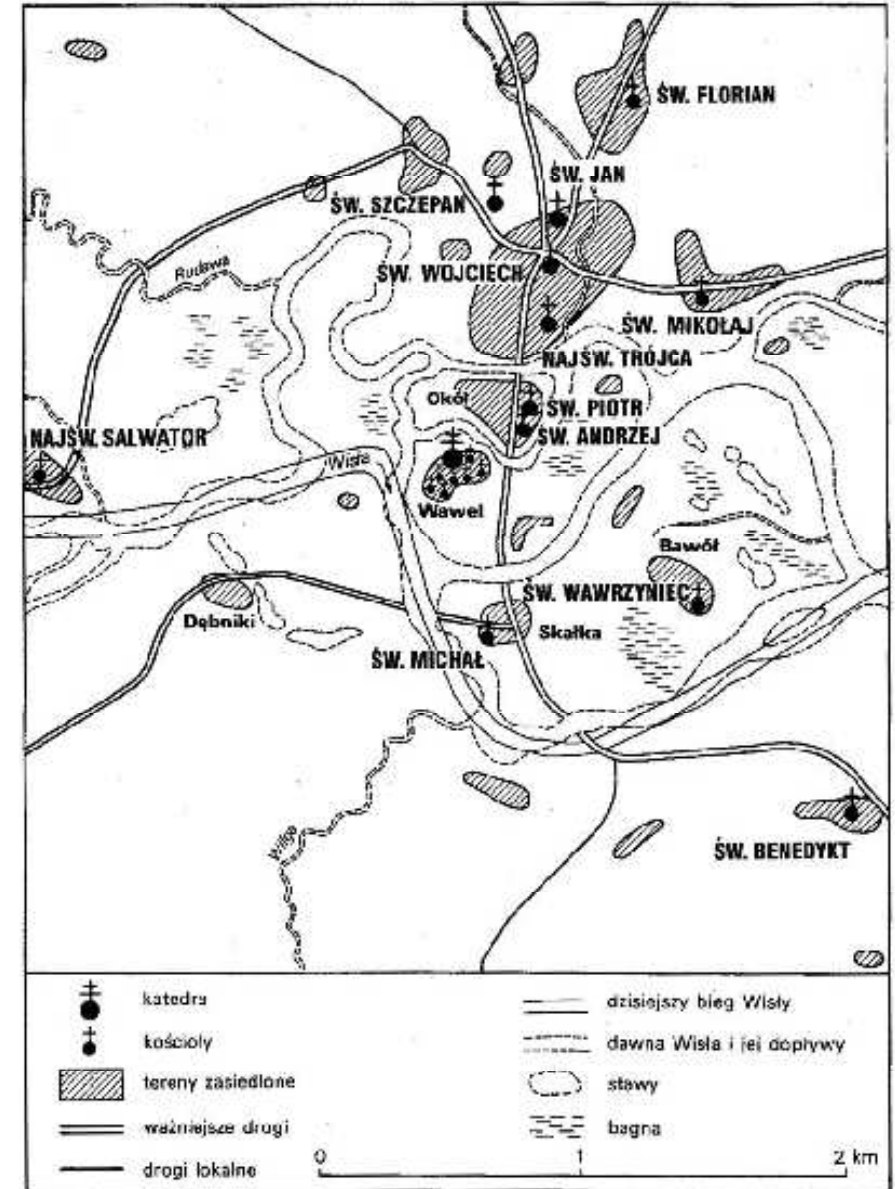 ŚW. FLORIAN
ŚW. JAN
ŚW. SZCZEPAN
Rudawa
ŚW. WOJCIECH
ŚW. MIKOŁAJ
NAJŚW. TRÓJCA
Okół
ŚW. PIOTR
ŚW. ANDRZEJ
NAJŚW. SALWATOR
Wisła
Wawel
Bawół
ŚW. WAWRZYNIEC
Dębniki
Skałka
ŚW. MICHAŁ
Wilga
ŚW. BENEDYKT
katedra
kościoły
tereny zasiedlone
ważniejsze drogi
drogi lokalne
dzisiejszy bieg Wisły
dawna Wisła i jej dopływy
stawy
bagna
0 1 2 km